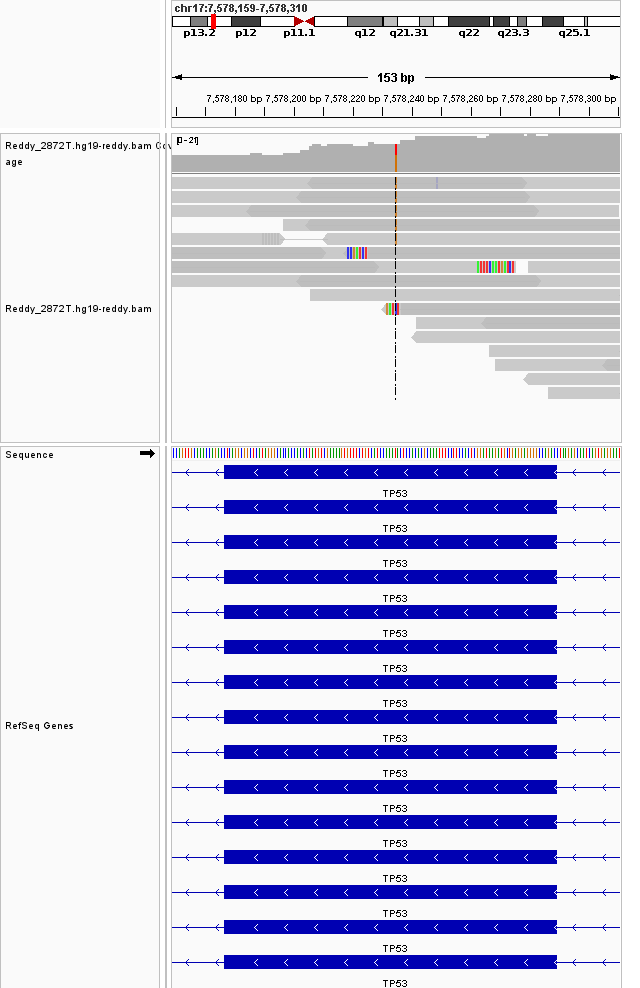 chr17:7,578,159-7,578,310
p13.2 p12 p11.1 q12 q21.31 q22 q23.3 q25.1
153 bp
7,578,180 bp 7,578,200 bp 7,578,220 bp 7,578,240 bp 7,578,260 bp 7,578,280 bp 7,578,300 bp
[0-21]
Reddy_2872T.hg19-reddy.bam Cov
age
Reddy_2872T.hg19-reddy.bam
Sequence
TP53
TP53
TP53
TP53
TP53
TP53
TP53
RefSeq Genes
TP53
TP53
TP53
TP53
TP53
TP53
TP53
TP53